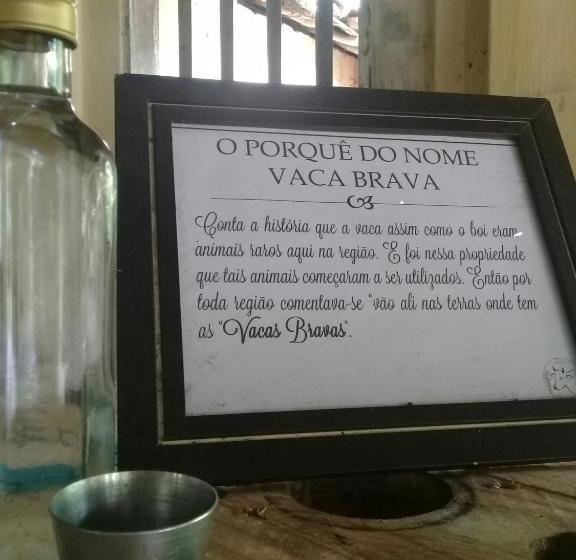 O PORQUÊ DO NOME
VACA BRAVA
Conta a história que a vaca assim como o boi eram
animais raros aqui na região. E foi nessa propriedade
que tais animais começaram a ser utilizados. Então por
toda região comentava-se "vão ali nas terras onde tem
as "Vacas Bravas".